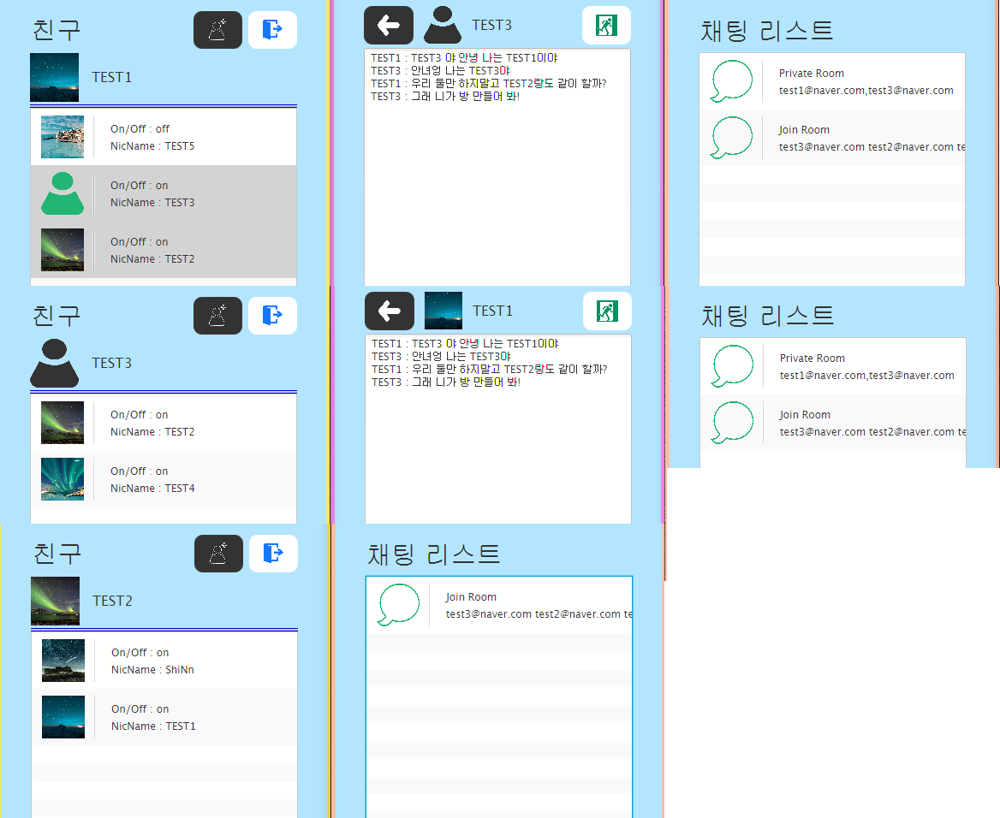 친구
TEST1
On/Off : off
NicName : TEST5
On/Off : on
NicName : TEST3
On/Off : on
NicName : TEST2
TEST3
TEST1 : TEST3 야 안녕 나는 TEST1이야
TEST3 : 안녀엉 나는 TEST3야
TEST1 : 우리 둘만 하지말고 TEST2랑도 같이 할까?
TEST3 : 그래 니가 방 만들어 봐!
채팅 리스트
Private Room
test1@naver.com,test3@naver.com
Join Room
test3@naver.com test2@naver.com te
친구
TEST3
On/Off : on
NicName : TEST2
On/Off : on
NicName : TEST4
TEST1
TEST1 : TEST3 야 안녕 나는 TEST1이야
TEST3 : 안녀엉 나는 TEST3야
TEST1 : 우리 둘만 하지말고 TEST2랑도 같이 할까?
TEST3 : 그래 니가 방 만들어 봐!
채팅 리스트
Private Room
test1@naver.com,test3@naver.com
Join Room
test3@naver.com test2@naver.com te
친구
TEST2
On/Off : on
NicName : ShiNn
On/Off : on
NicName : TEST1
채팅 리스트
Join Room
test3@naver.com test2@naver.com te